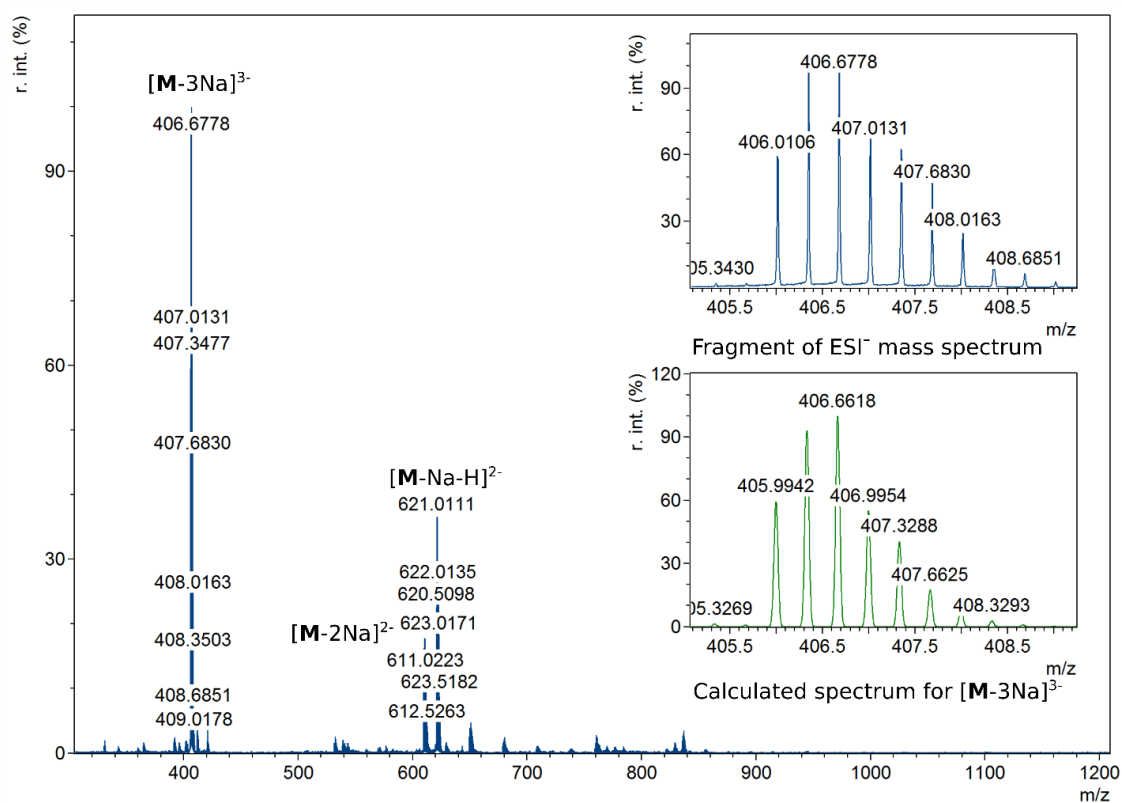 r. int. (%)
90
60
30
0
[M-3Na]³⁻
406.6778
407.0131
407.3477
407.6830
408.0163
408.3503
408.6851
409.0178
[M-Na-H]²⁻
621.0111
622.0135
620.5098
623.0171
[M-2Na]²⁻
611.0223
623.5182
612.5263
400 500 600 700 800 900 1000 1100 1200
m/z
r. int. (%)
90
60
30
406.6778
406.0106
407.0131
407.6830
408.0163
408.6851
05.3430
405.5 406.5 407.5 408.5
m/z
Fragment of ESI⁻ mass spectrum
r. int. (%)
120
90
60
30
0
406.6618
405.9942
406.9954
407.3288
407.6625
408.3293
05.3269
405.5 406.5 407.5 408.5
m/z
Calculated spectrum for [M-3Na]³⁻